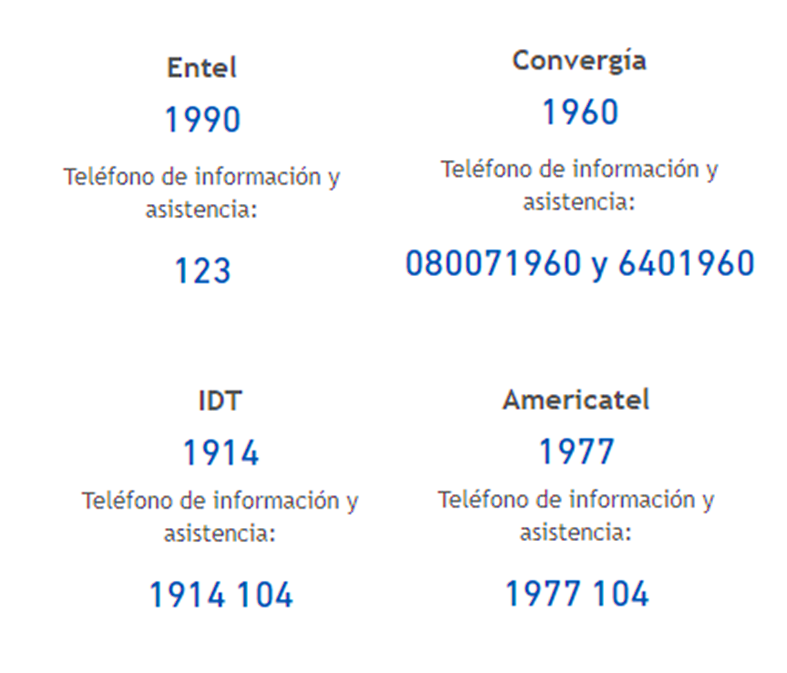 Entel
1990
Teléfono de información y
asistencia:
123
Convergía
1960
Teléfono de información y
asistencia:
080071960 y 6401960
IDT
1914
Teléfono de información y
asistencia:
1914 104
Americatel
1977
Teléfono de información y
asistencia:
1977 104